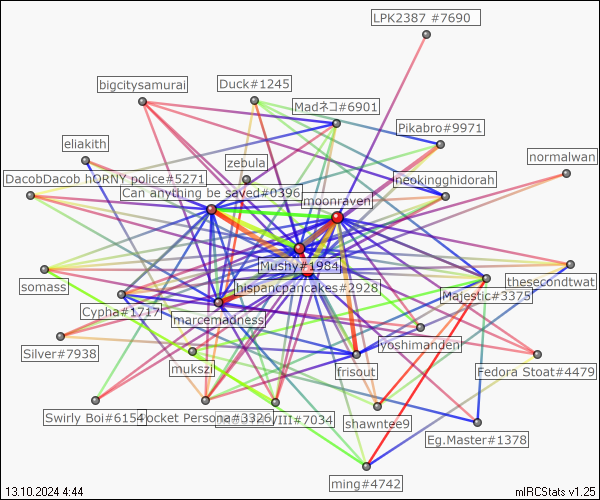 LPK2387 #7690
bigcitysamurai
Duck#1245
Madネコ#6901
Pikabro#9971
eliakith
zebula
normalwan
DacobDacob hORNY police#5271
neokingghidorah
Can anything be saved#0396
moonraven
Mushy#1984
somass
hispancpancakes#2928
Majestic#3375
thesecondtwat
Cypha#1717
marcemadness
Silver#7938
yoshimanden
mukszi
frisout
Fedora Stoat#4479
Swirly Boi#6154
ocket Persona#3326
VIII#7034
shawntee9
Eg.Master#1378
ming#4742
13.10.2024 4:44
mIRCStats v1.25